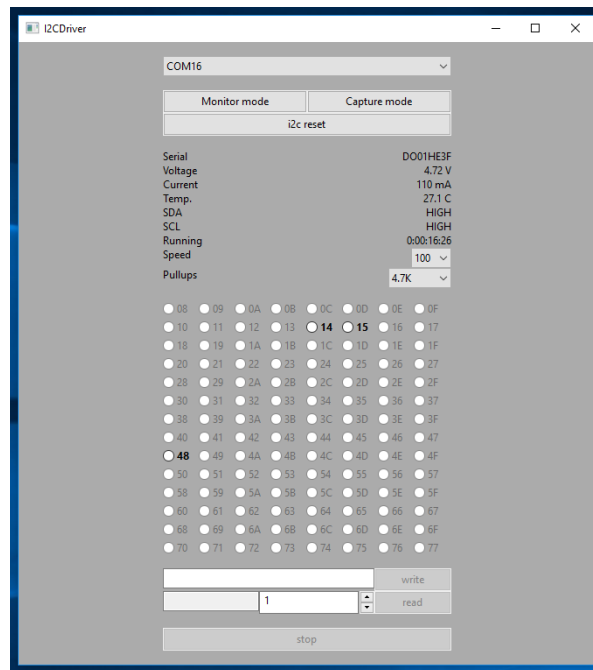 I2CDriver
COM16
Monitor mode Capture mode
i2c reset
Serial DO01HE3F
Voltage 4.72 V
Current 110 mA
Temp. 27.1 C
SDA HIGH
SCL HIGH
Running 0:00:16:26
Speed 100
Pullups 4.7K
08 09 0A 0B 0C 0D 0E 0F
10 11 12 13 14 15 16 17
18 19 1A 1B 1C 1D 1E 1F
20 21 22 23 24 25 26 27
28 29 2A 2B 2C 2D 2E 2F
30 31 32 33 34 35 36 37
38 39 3A 3B 3C 3D 3E 3F
40 41 42 43 44 45 46 47
48 49 4A 4B 4C 4D 4E 4F
50 51 52 53 54 55 56 57
58 59 5A 5B 5C 5D 5E 5F
60 61 62 63 64 65 66 67
68 69 6A 6B 6C 6D 6E 6F
70 71 72 73 74 75 76 77
write
1 read
stop